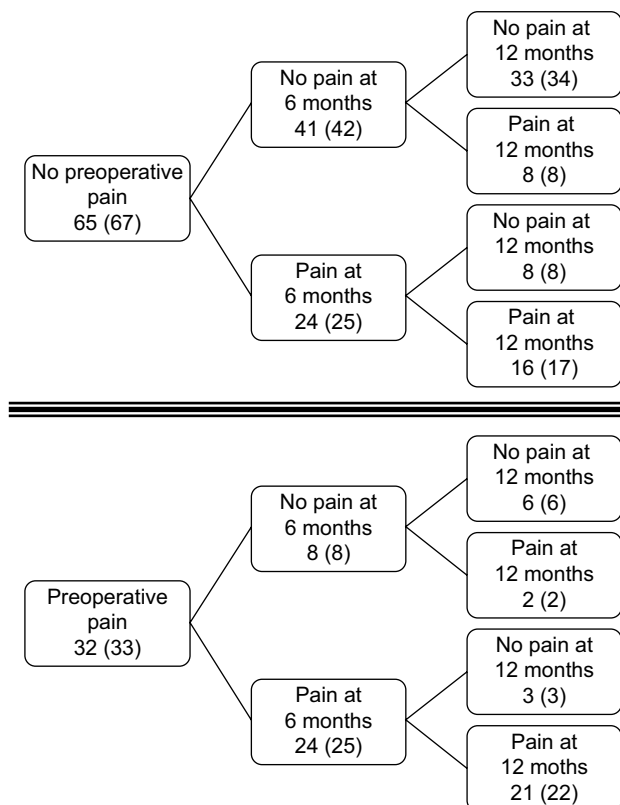 No preoperative
pain
65 (67)
No pain at
6 months
41 (42)
No pain at
12 months
33 (34)
Pain at
12 months
8 (8)
Pain at
6 months
24 (25)
No pain at
12 months
8 (8)
Pain at
12 months
16 (17)
Preoperative
pain
32 (33)
No pain at
6 months
8 (8)
No pain at
12 months
6 (6)
Pain at
12 months
2 (2)
Pain at
6 months
24 (25)
No pain at
12 months
3 (3)
Pain at
12 moths
21 (22)